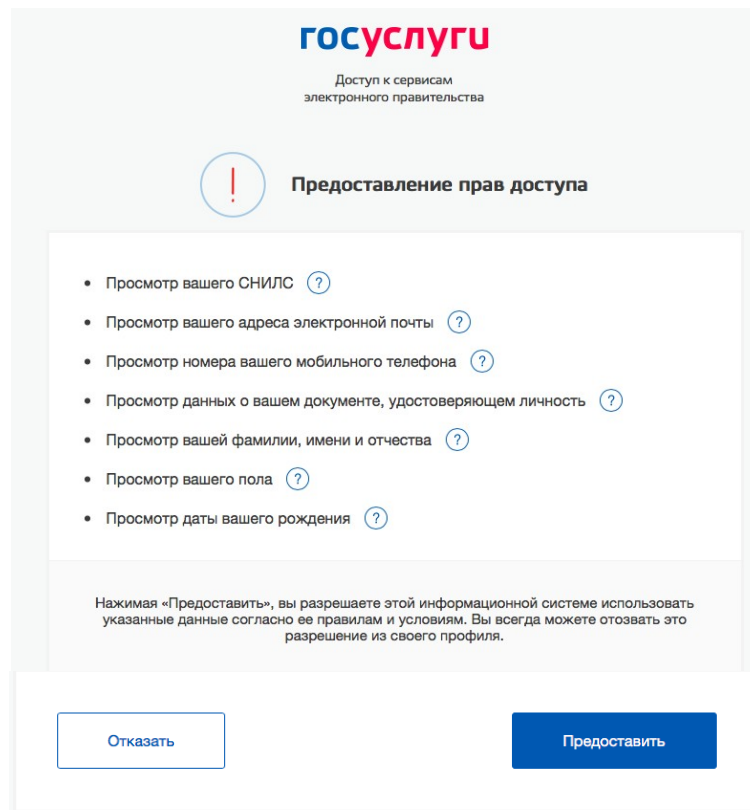 госуслуги
Доступ к сервисам
электронного правительства
!
Предоставление прав доступа
• Просмотр вашего СНИЛС ?
• Просмотр вашего адреса электронной почты ?
• Просмотр номера вашего мобильного телефона ?
• Просмотр данных о вашем документе, удостоверяющем личность ?
• Просмотр вашей фамилии, имени и отчества ?
• Просмотр вашего пола ?
• Просмотр даты вашего рождения ?
Нажимая «Предоставить», вы разрешаете этой информационной системе использовать
указанные данные согласно ее правилам и условиям. Вы всегда можете отозвать это
разрешение из своего профиля.
Отказать
Предоставить